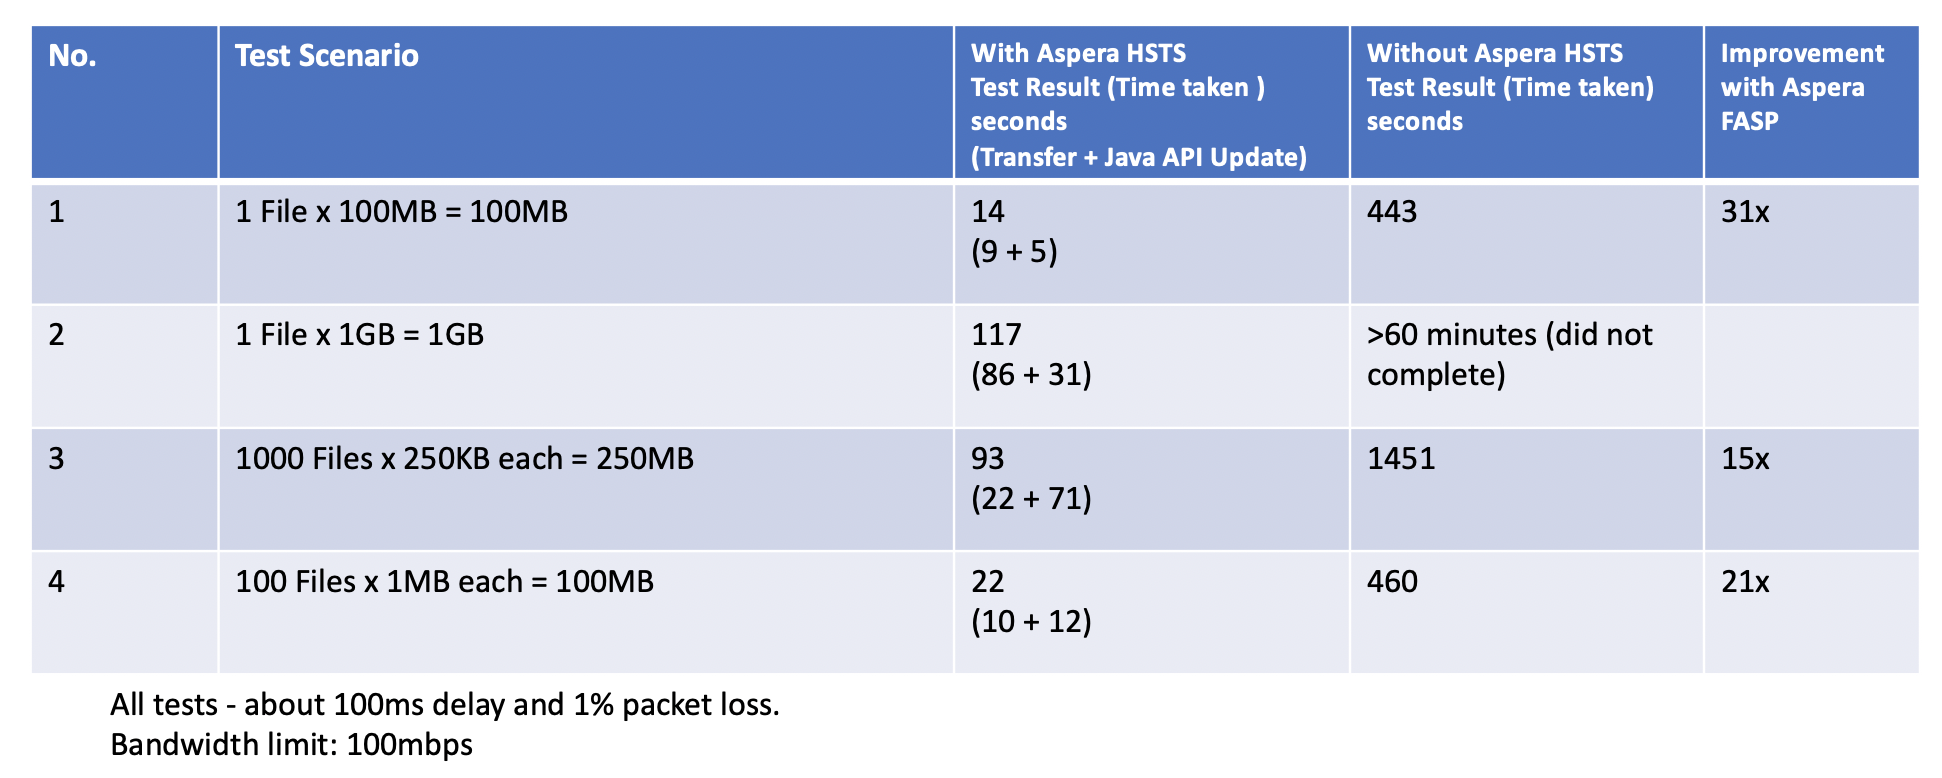 No.
Test Scenario
With Aspera HSTS
Test Result (Time taken )
seconds
(Transfer + Java API Update)
Without Aspera HSTS
Test Result (Time taken)
seconds
Improvement
with Aspera
FASP
1
1 File x 100MB = 100MB
14
(9 + 5)
443
31x
2
1 File x 1GB = 1GB
117
(86 + 31)
>60 minutes (did not
complete)
3
1000 Files x 250KB each = 250MB
93
(22 + 71)
1451
15x
4
100 Files x 1MB each = 100MB
22
(10 + 12)
460
21x
All tests - about 100ms delay and 1% packet loss.
Bandwidth limit: 100mbps